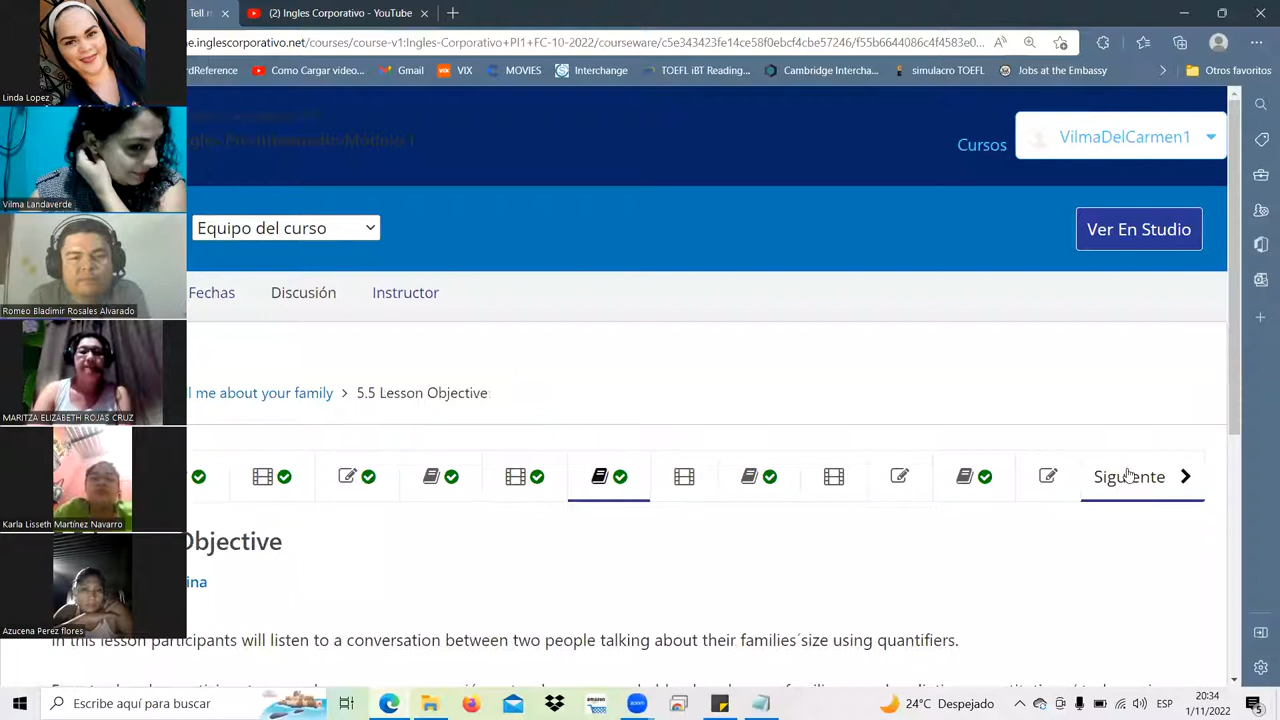 Tell r
(2) Ingles Corporativo - YouTube
e.inglescorporativo.net/courses/course-v1:Ingles-Corporativo+PI1+FC-10-2022/courseware/c5e343423fe14ce58f0ebcf4cbe57246/f55b6644086c4f4583e0...
rdReference
Como Cargar vídeo...
Gmail
VIX
MOVIES
Interchange
TOEFL iBT Reading...
Cambridge Intercha...
simulacro TOEFL
Jobs at the Embassy
Otros favoritos
Cursos
VilmaDelCarmen1
Equipo del curso
Ver En Studio
Fechas
Discusión
Instructor
l me about your family > 5.5 Lesson Objective
Siguiente
Objective
ina
In this lesson participants will listen to a conversation between two people talking about their families´size using quantifiers.
Linda Lopez
Vilma Landaverde
Romeo Bladimir Rosales Alvarado
MARITZA ELIZABETH ROJAS CRUZ
Karla Lisseth Martínez Navarro
Azucena Perez flores
Escribe aquí para buscar
24°C Despejado
ESP
20:34
1/11/2022
5